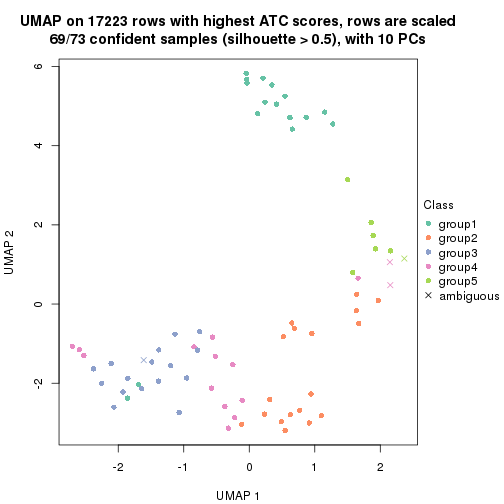 UMAP on 17223 rows with highest ATC scores, rows are scaled
69/73 confident samples (silhouette > 0.5), with 10 PCs
6
4
2
0
-2
UMAP 2
-2
-1
0
1
2
UMAP 1
Class
group1
group2
group3
group4
group5
ambiguous